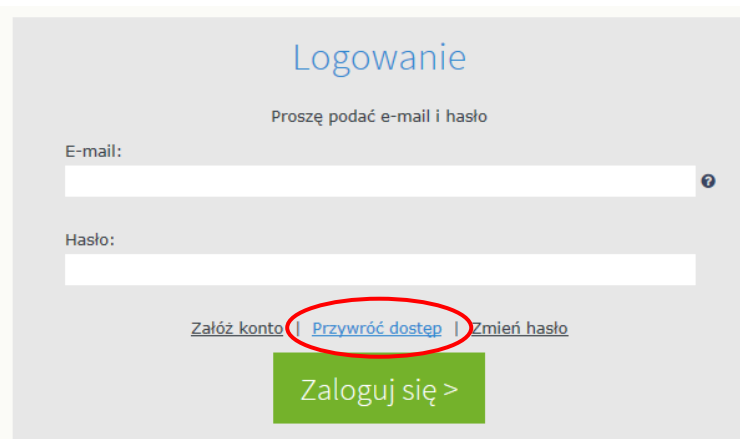 Logowanie
Proszę podać e-mail i hasło
E-mail:
Hasło:
Załóż konto | Przywróć dostęp | Zmień hasło
Zaloguj się >